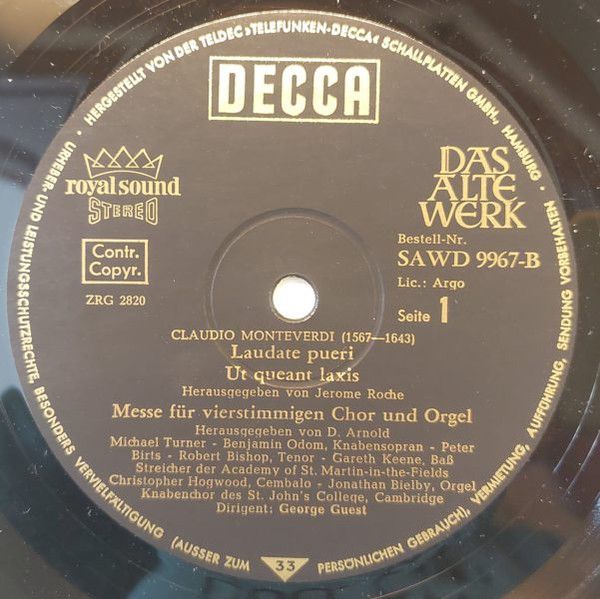 · HERGESTELLT VON DER TELDEC »TELEFUNKEN-DECCA« SCHALLPLATTEN GMBH, HAMBURG ·
DECCA
royal sound
STEREO
DAS
ALTE
WERK
Contr.
Copyr.
ZRG 2820
Bestell-Nr.
SAWD 9967-B
Lic.: Argo
Seite 1
CLAUDIO MONTEVERDI (1567—1643)
Laudate pueri
Ut queant laxis
Herausgegeben von Jerome Roche
Messe für vierstimmigen Chor und Orgel
Herausgegeben von D. Arnold
Michael Turner - Benjamin Odom, Knabensopran - Peter
Birts - Robert Bishop, Tenor - Gareth Keene, Baß
Streicher der Academy of St. Martin-in-the-Fields
Christopher Hogwood, Cembalo - Jonathan Bielby, Orgel
Knabenchor des St. John's College, Cambridge
Dirigent: George Guest
33
URHEBER- UND LEISTUNGSSCHUTZRECHTE, BESONDERS VERVIELFÄLTIGUNG (AUSSER ZUM PERSÖNLICHEN GEBRAUCH), VERMIETUNG, AUFFÜHRUNG, SENDUNG VORBEHALTEN